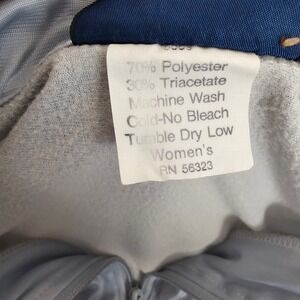 70% Polyester
30% Triacetate
Machine Wash
Cold-No Bleach
Tumble Dry Low
Women's
RN 56323